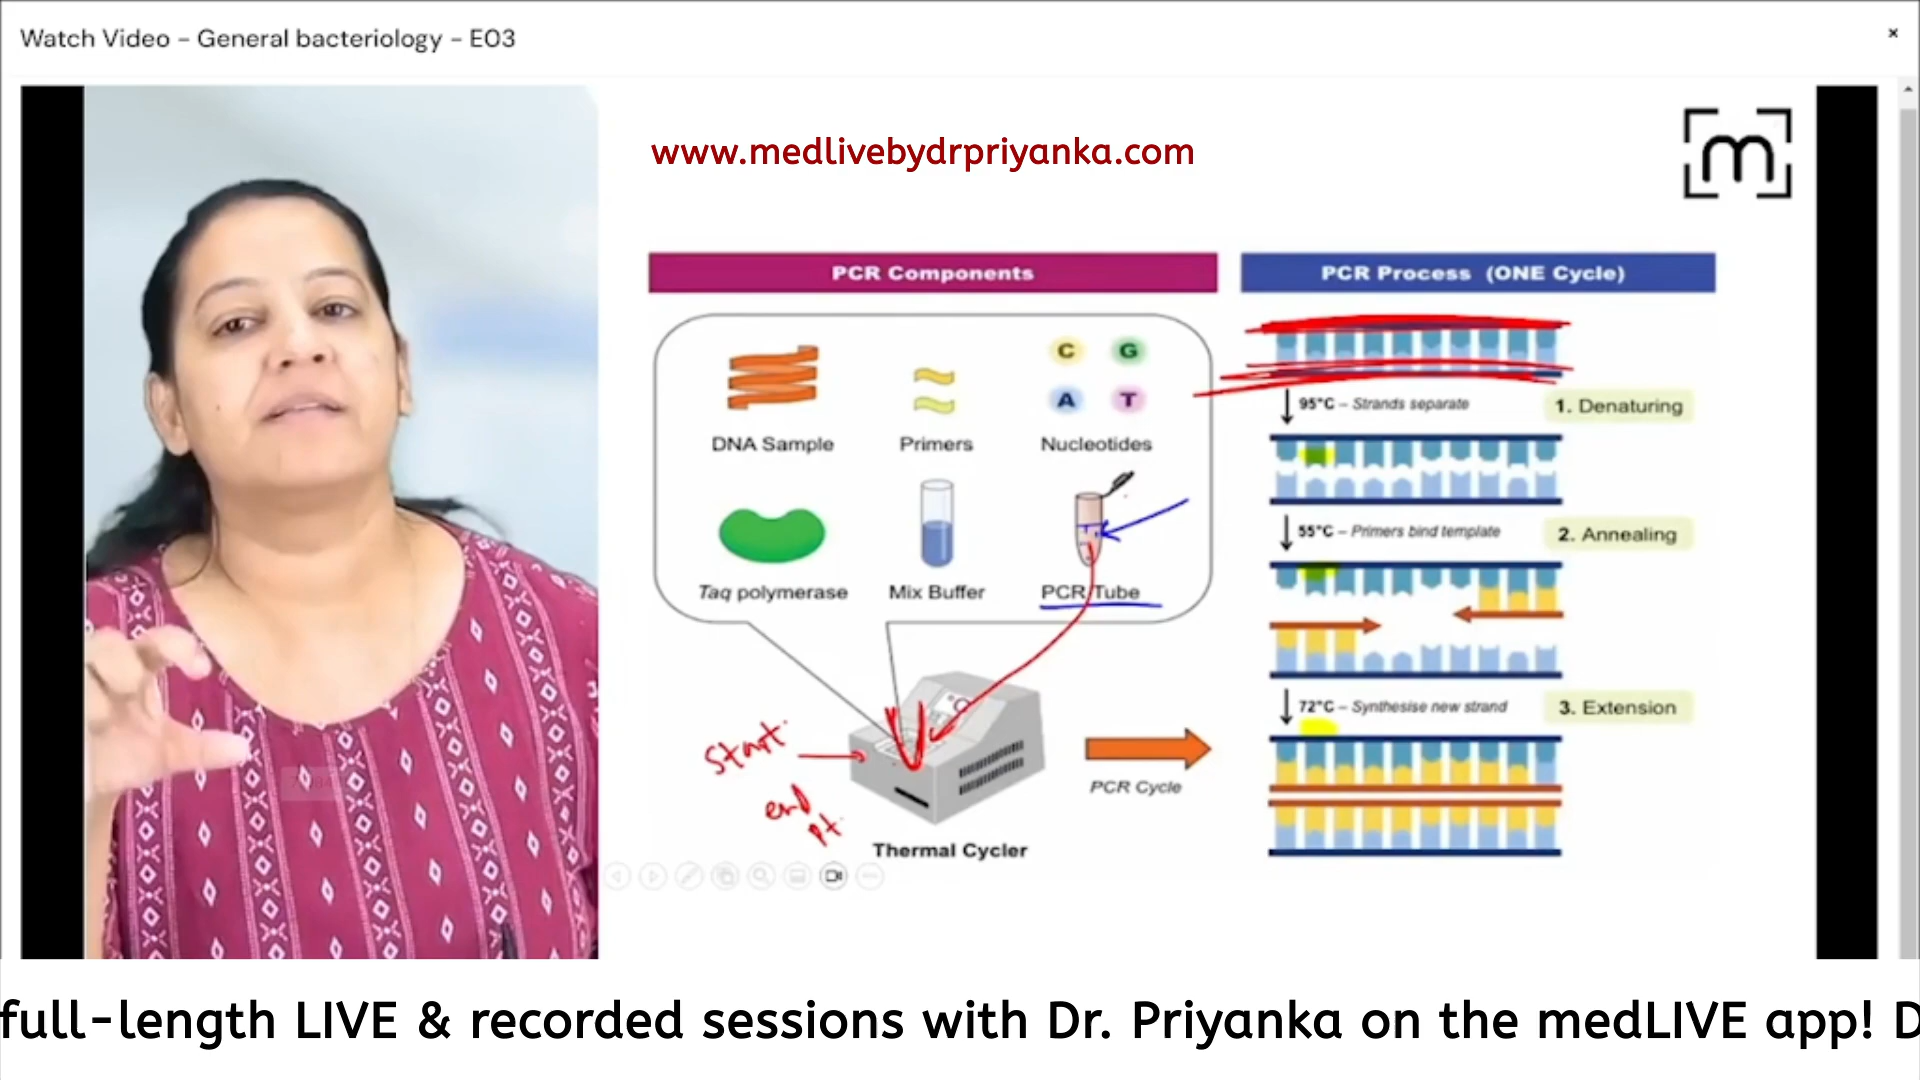 Watch Video – General bacteriology – E03
www.medlivebydrpriyanka.com
m
PCR Components
PCR Process (ONE Cycle)
C G
A T
DNA Sample
Primers
Nucleotides
Taq polymerase
Mix Buffer
PCR Tube
Start
end
pt.
Thermal Cycler
PCR Cycle
95°C – Strands separate
1. Denaturing
55°C – Primers bind template
2. Annealing
72°C – Synthesise new strand
3. Extension
full-length LIVE & recorded sessions with Dr. Priyanka on the medLIVE app! D